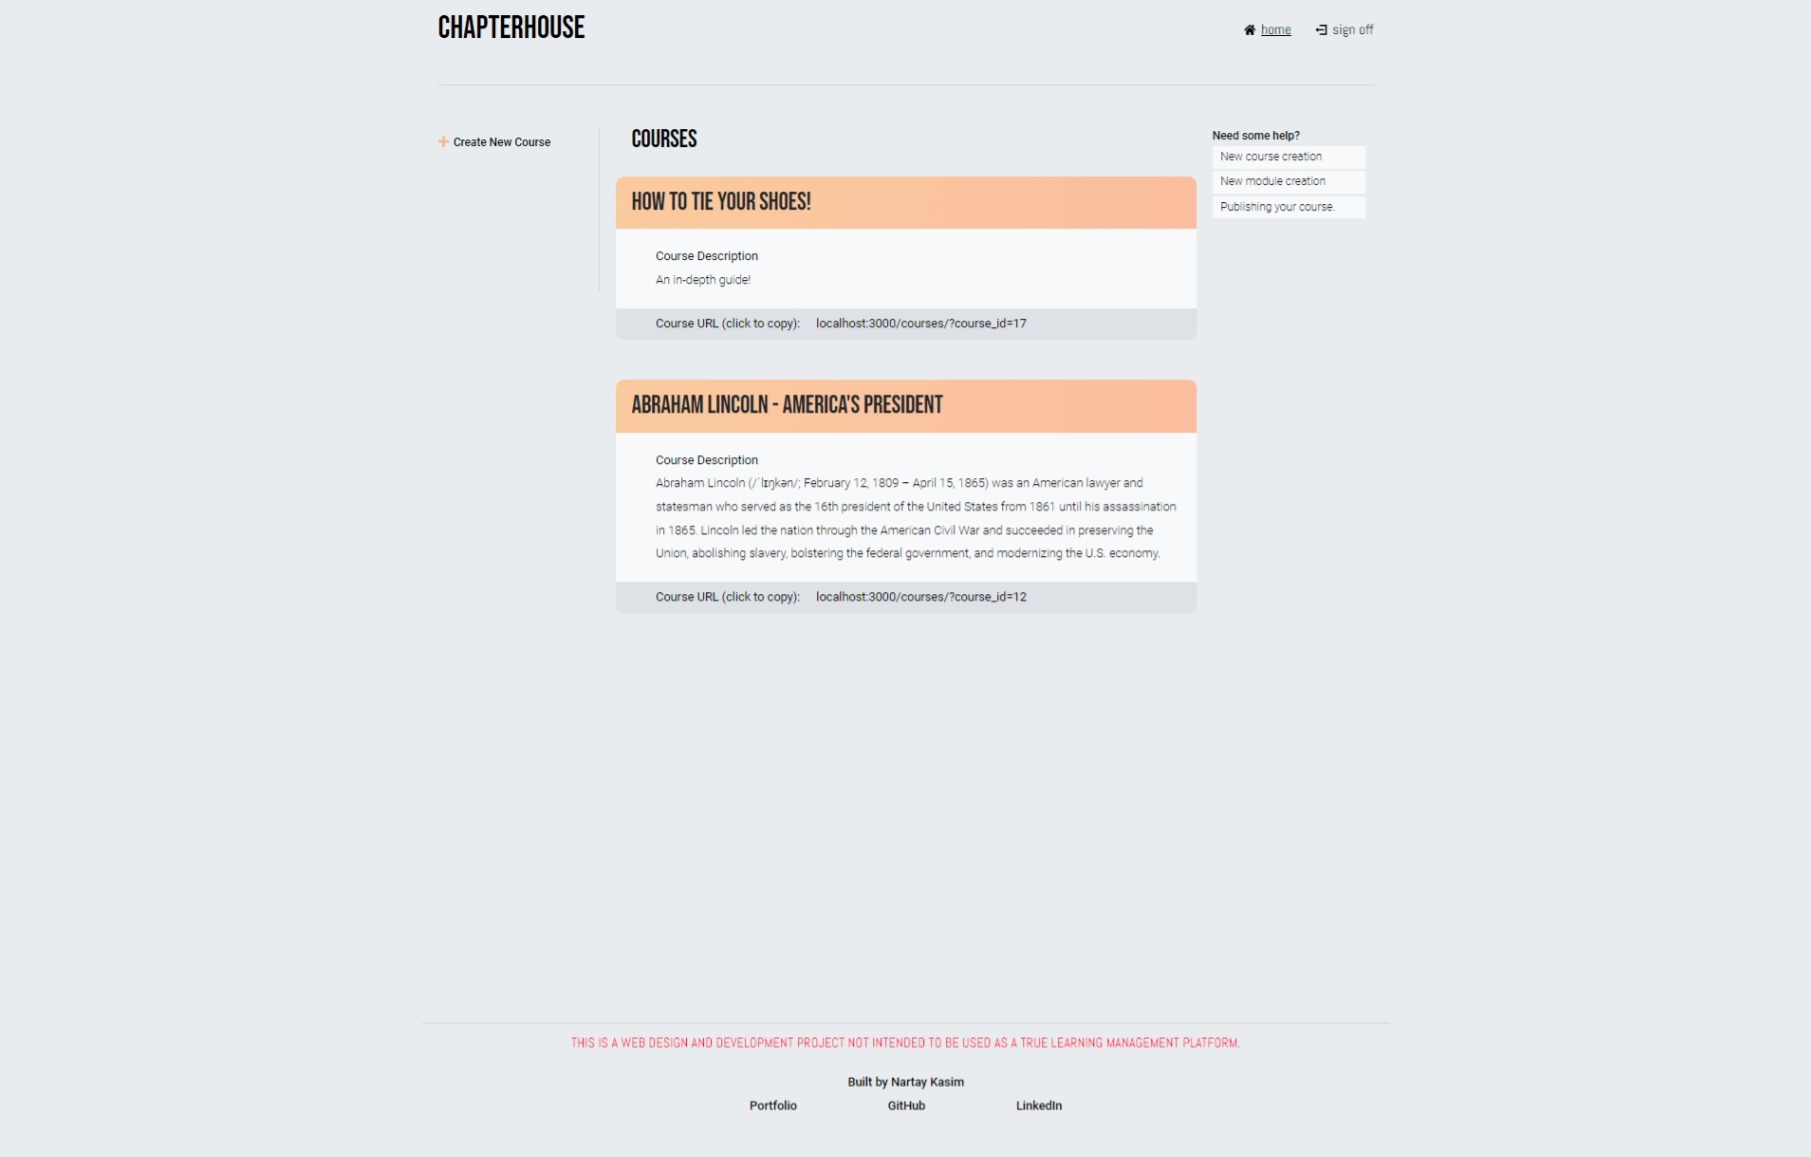 CHAPTERHOUSE
home
sign off
Create New Course
COURSES
HOW TO TIE YOUR SHOES!
Course Description
An in-depth guide!
Course URL (click to copy): localhost:3000/courses/?course_id=17
ABRAHAM LINCOLN - AMERICA'S PRESIDENT
Course Description
Abraham Lincoln (/ˈlɪŋkən/; February 12, 1809 – April 15, 1865) was an American lawyer and
statesman who served as the 16th president of the United States from 1861 until his assassination
in 1865. Lincoln led the nation through the American Civil War and succeeded in preserving the
Union, abolishing slavery, bolstering the federal government, and modernizing the U.S. economy.
Course URL (click to copy): localhost:3000/courses/?course_id=12
Need some help?
New course creation
New module creation
Publishing your course.
THIS IS A WEB DESIGN AND DEVELOPMENT PROJECT NOT INTENDED TO BE USED AS A TRUE LEARNING MANAGEMENT PLATFORM.
Built by Nartay Kasim
Portfolio GitHub LinkedIn